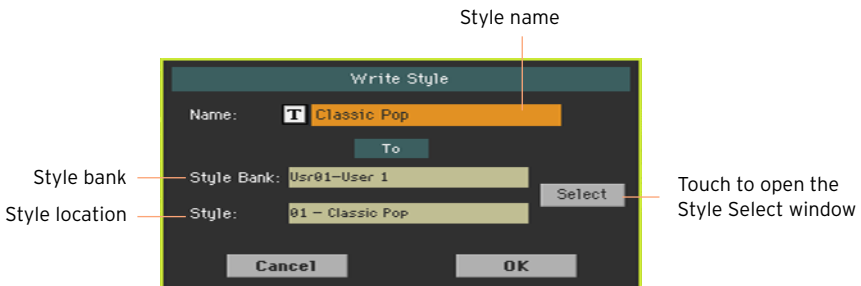 Style name
Write Style
Name: T Classic Pop
To
Style bank
Style Bank: Usr01-User 1
Select
Touch to open the
Style Select window
Style location
Style: 01 - Classic Pop
Cancel OK